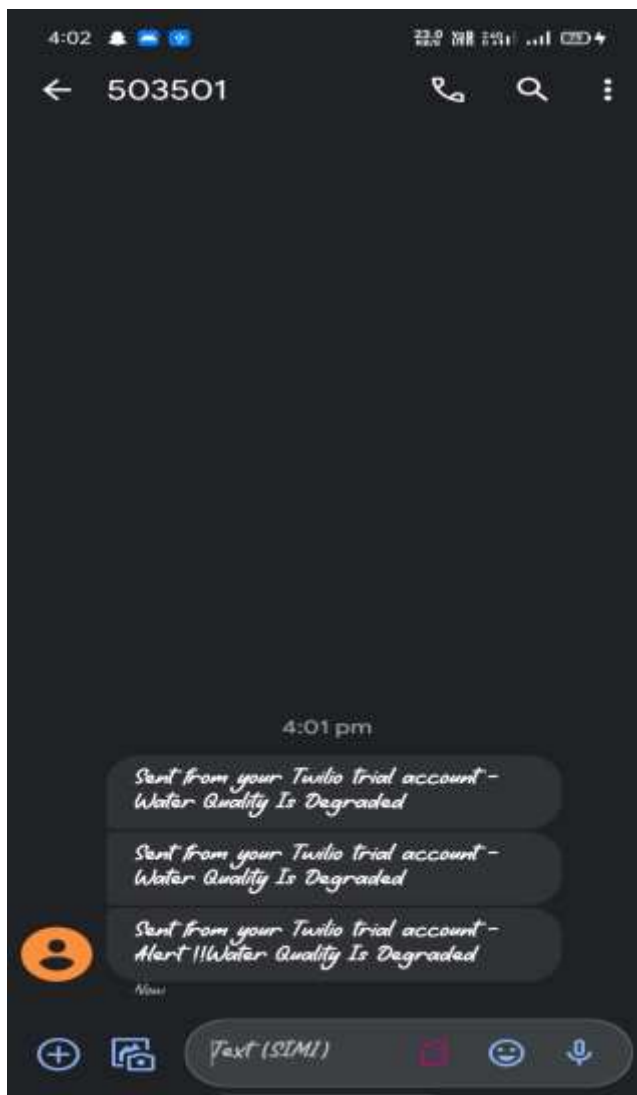 4:02
503501
4:01 pm
Sent from your Twilio trial account -
Water Quality Is Degraded
Sent from your Twilio trial account -
Water Quality Is Degraded
Sent from your Twilio trial account -
Alert !!Water Quality Is Degraded
Now
Text (SIM1)